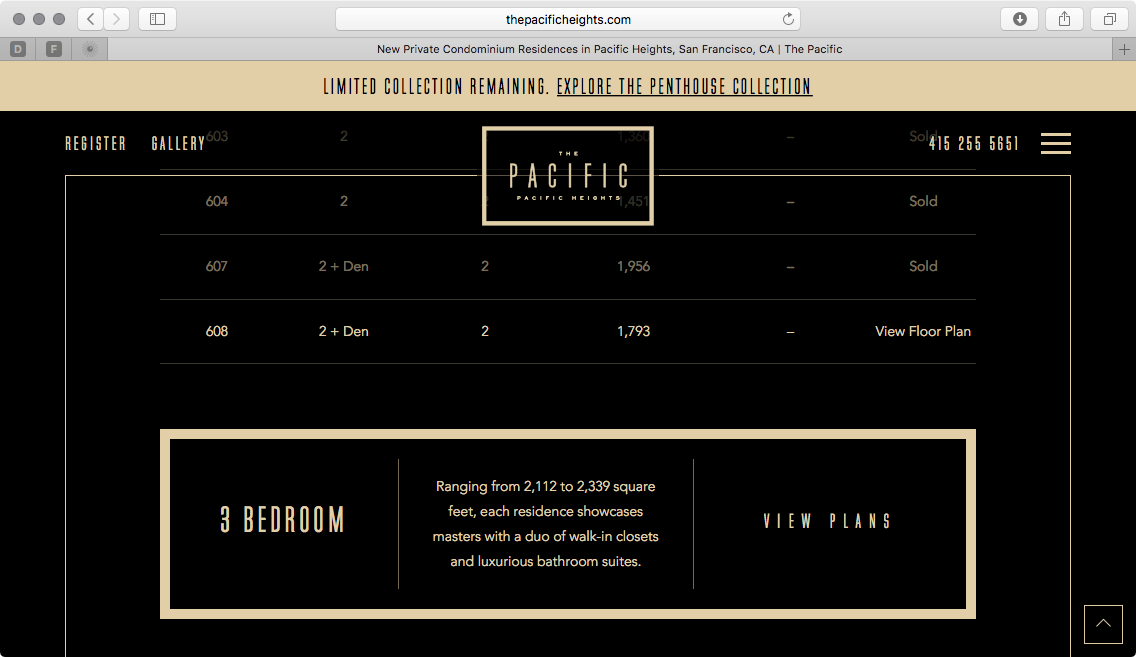 thepacificheights.com
D F
New Private Condominium Residences in Pacific Heights, San Francisco, CA | The Pacific
LIMITED COLLECTION REMAINING. EXPLORE THE PENTHOUSE COLLECTION
REGISTER GALLERY 415 255 5651
THE
PACIFIC
PACIFIC HEIGHTS
603 2 1,360 – Sold
604 2 1,451 – Sold
607 2 + Den 2 1,956 – Sold
608 2 + Den 2 1,793 – View Floor Plan
3 BEDROOM
Ranging from 2,112 to 2,339 square
feet, each residence showcases
masters with a duo of walk-in closets
and luxurious bathroom suites.
VIEW PLANS